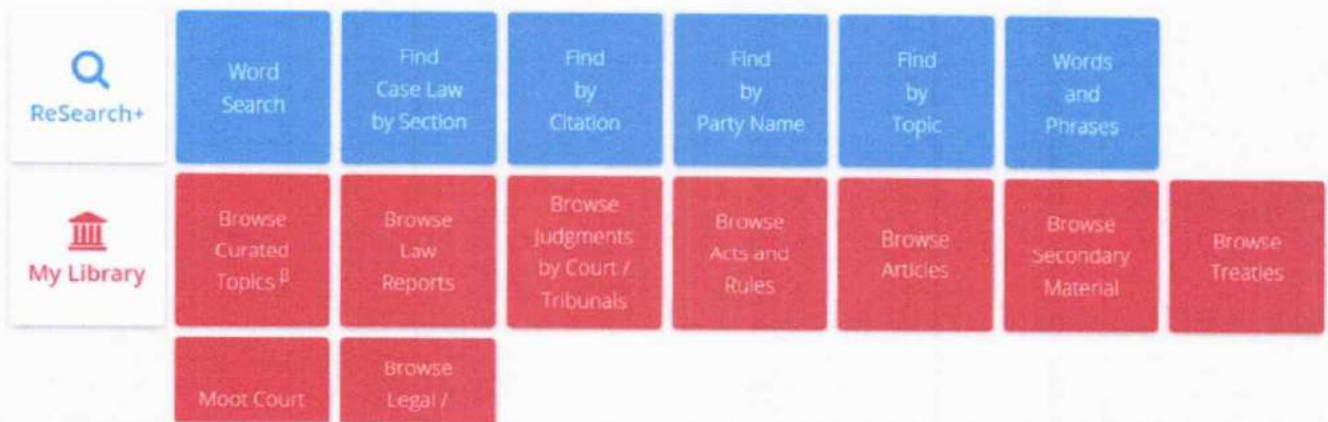 ReSearch+
Word
Search
Find
Case Law
by Section
Find
by
Citation
Find
by
Party Name
Find
by
Topic
Words
and
Phrases
My Library
Browse
Curated
Topics β
Browse
Law
Reports
Browse
Judgments
by Court /
Tribunals
Browse
Acts and
Rules
Browse
Articles
Browse
Secondary
Material
Browse
Treaties
Moot Court
Browse
Legal /